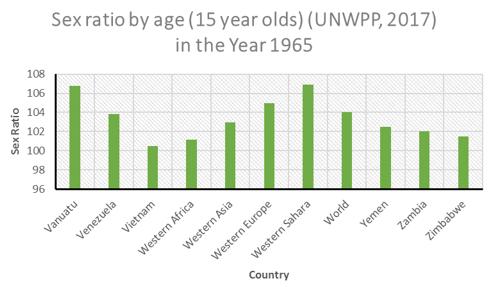 Sex ratio by age (15 year olds) (UNWPP, 2017)
in the Year 1965
108
106
104
102
100
98
96
Sex Ratio
Vanuatu
Venezuela
Vietnam
Western Africa
Western Asia
Western Europe
Western Sahara
World
Yemen
Zambia
Zimbabwe
Country